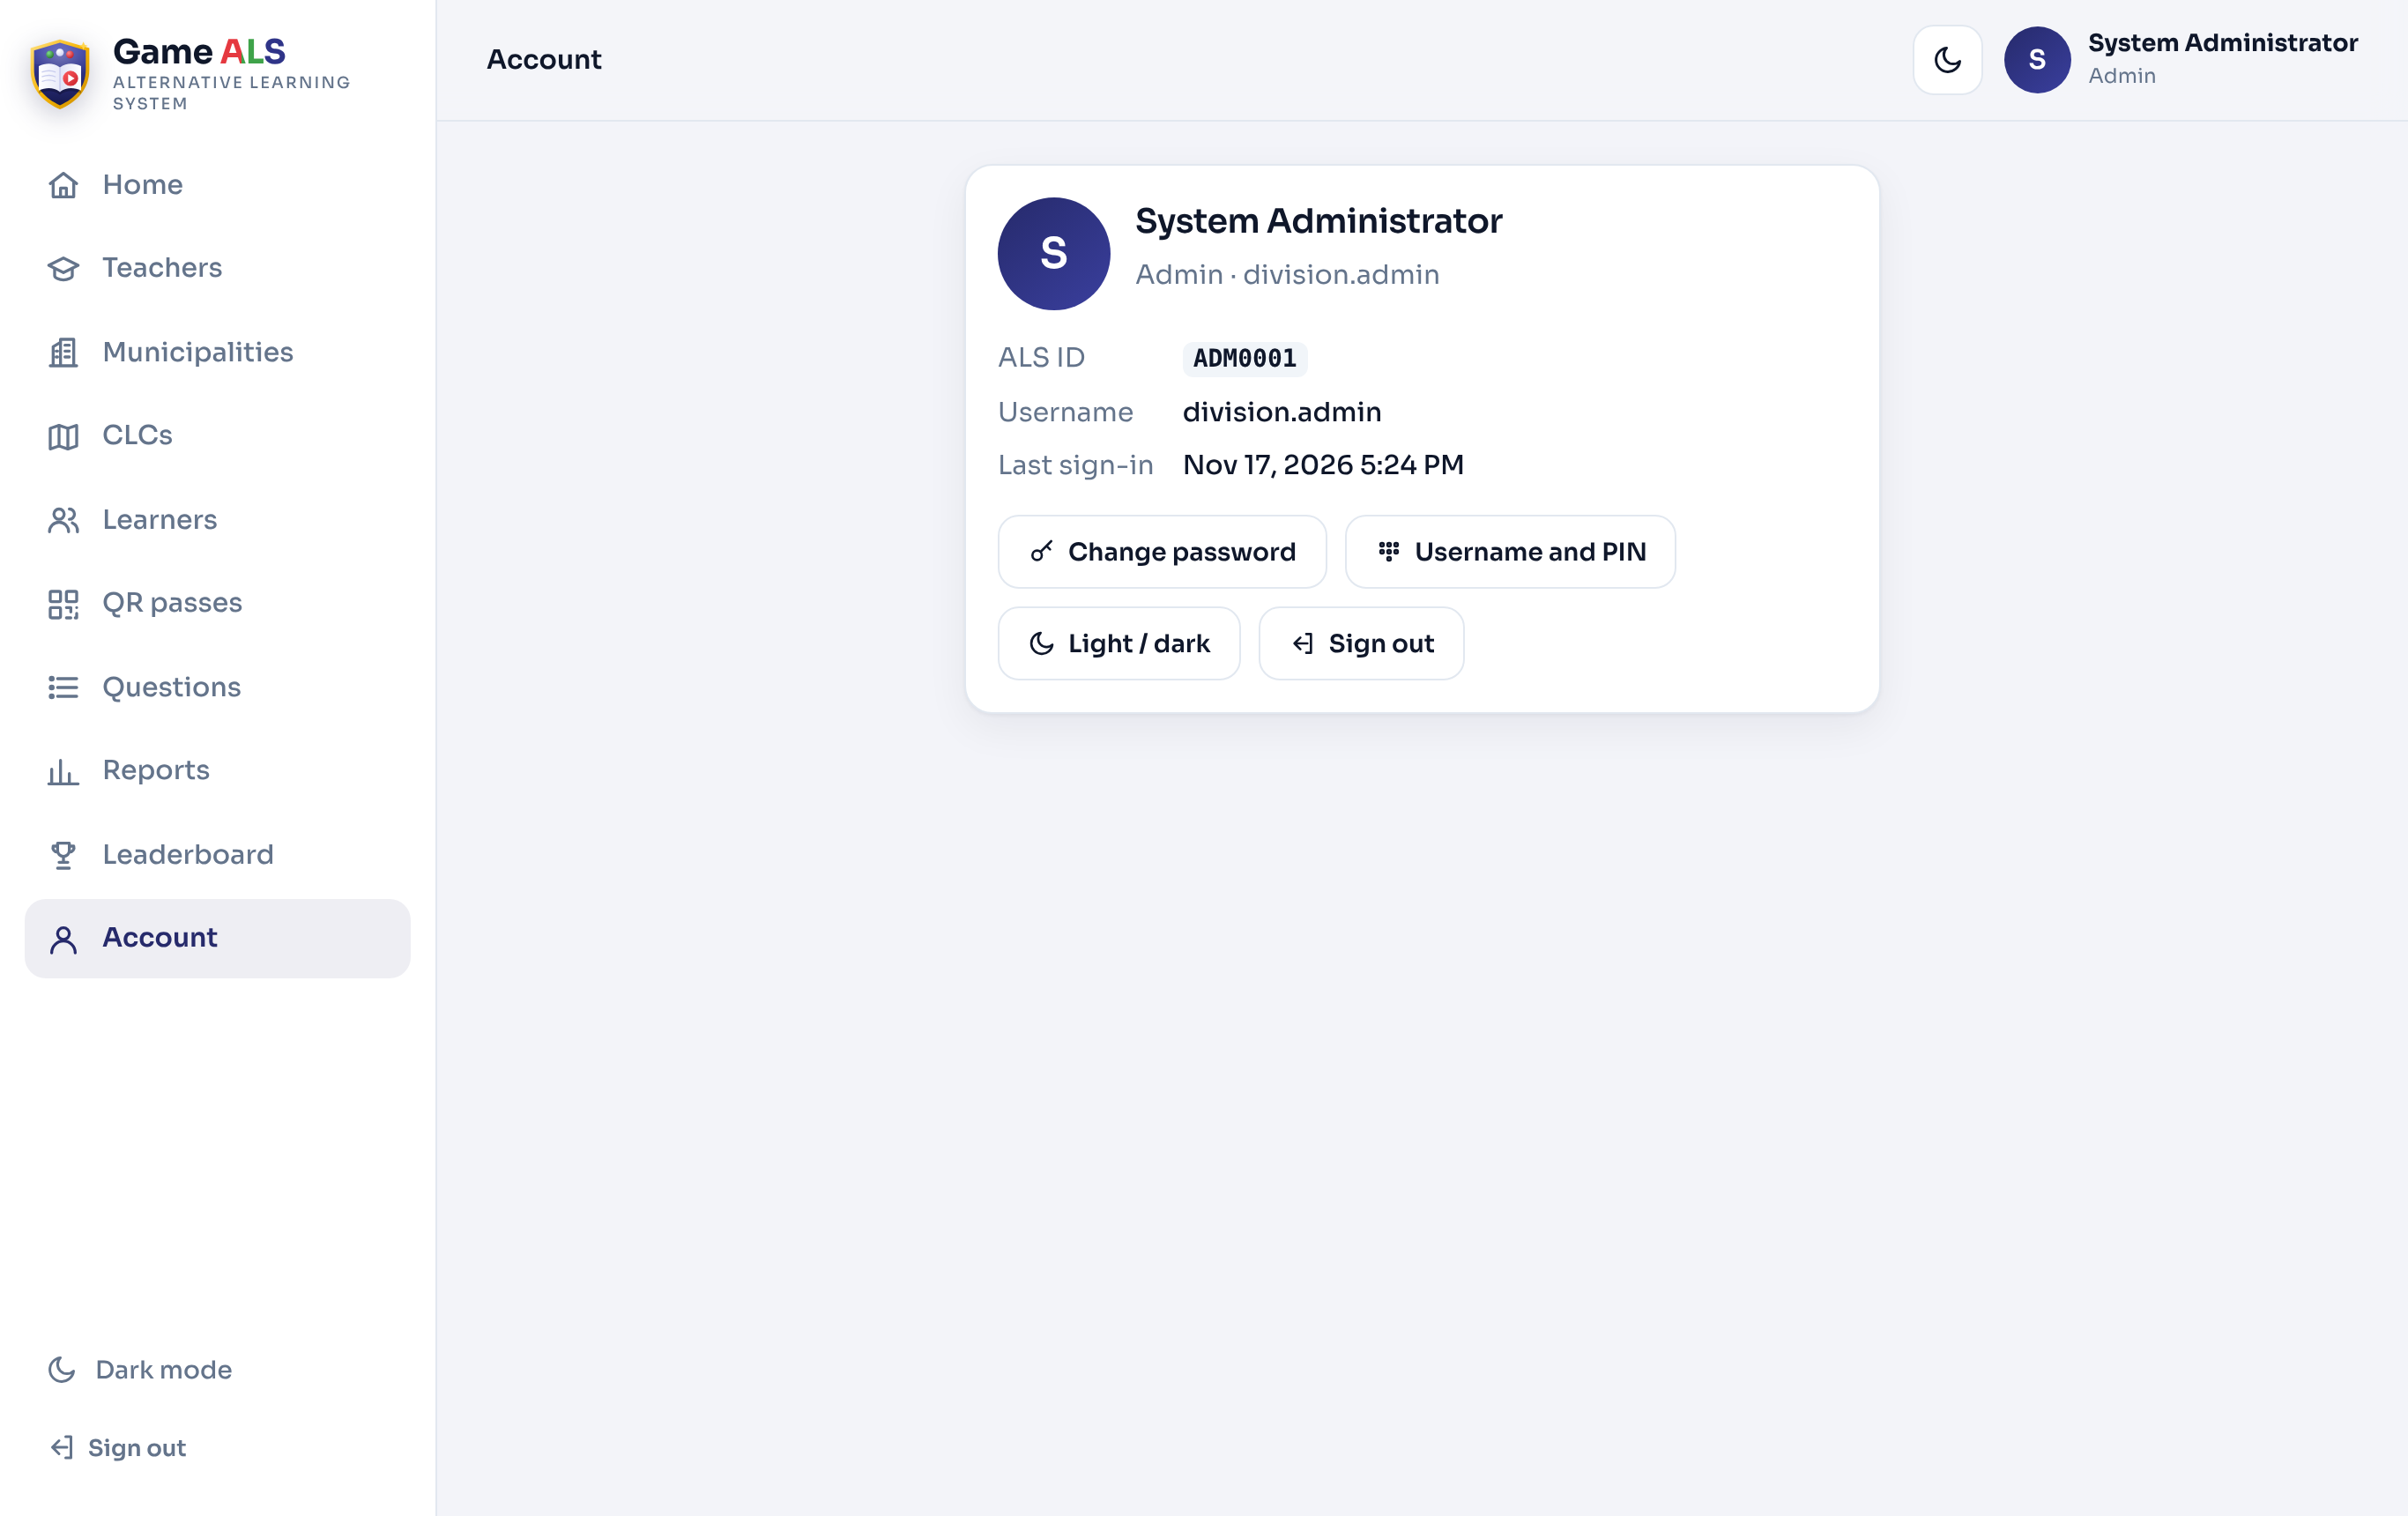 Game ALS
ALTERNATIVE LEARNING
SYSTEM
Home
Teachers
Municipalities
CLCs
Learners
QR passes
Questions
Reports
Leaderboard
Account
Dark mode
Sign out
Account
S
System Administrator
Admin
S
System Administrator
Admin · division.admin
ALS ID ADM0001
Username division.admin
Last sign-in Nov 17, 2026 5:24 PM
Change password Username and PIN
Light / dark Sign out